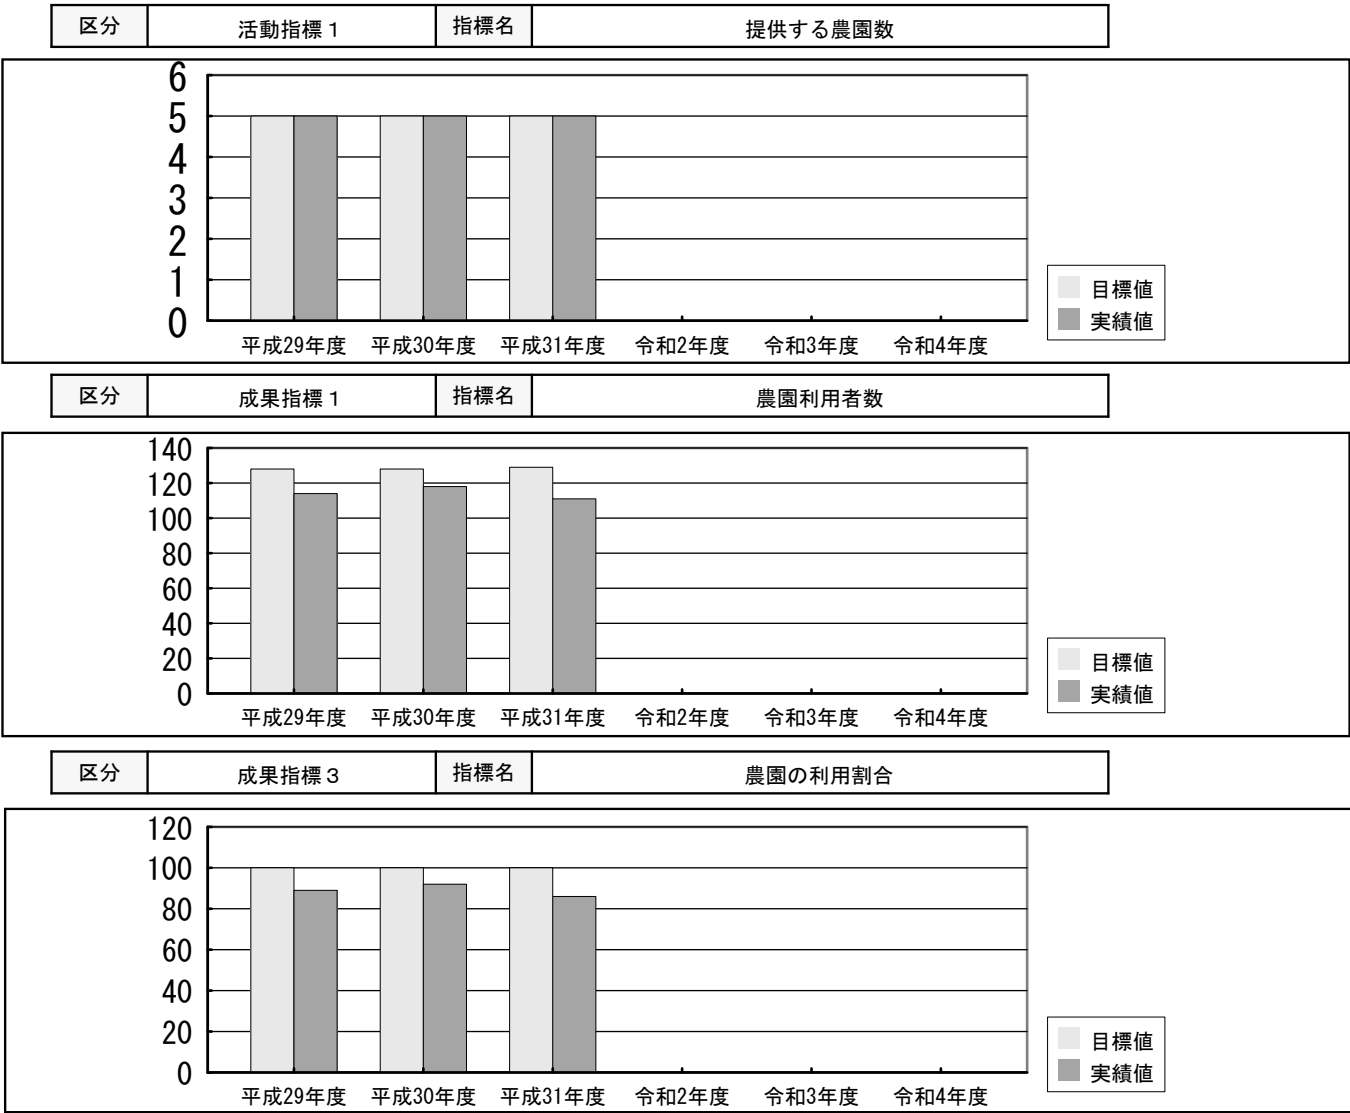 区分 活動指標１ 指標名 提供する農園数
6
5
4
3
2
1
0
平成29年度 平成30年度 平成31年度 令和2年度 令和3年度 令和4年度
目標値
実績値
区分 成果指標１ 指標名 農園利用者数
140
120
100
80
60
40
20
0
平成29年度 平成30年度 平成31年度 令和2年度 令和3年度 令和4年度
目標値
実績値
区分 成果指標３ 指標名 農園の利用割合
120
100
80
60
40
20
0
平成29年度 平成30年度 平成31年度 令和2年度 令和3年度 令和4年度
目標値
実績値